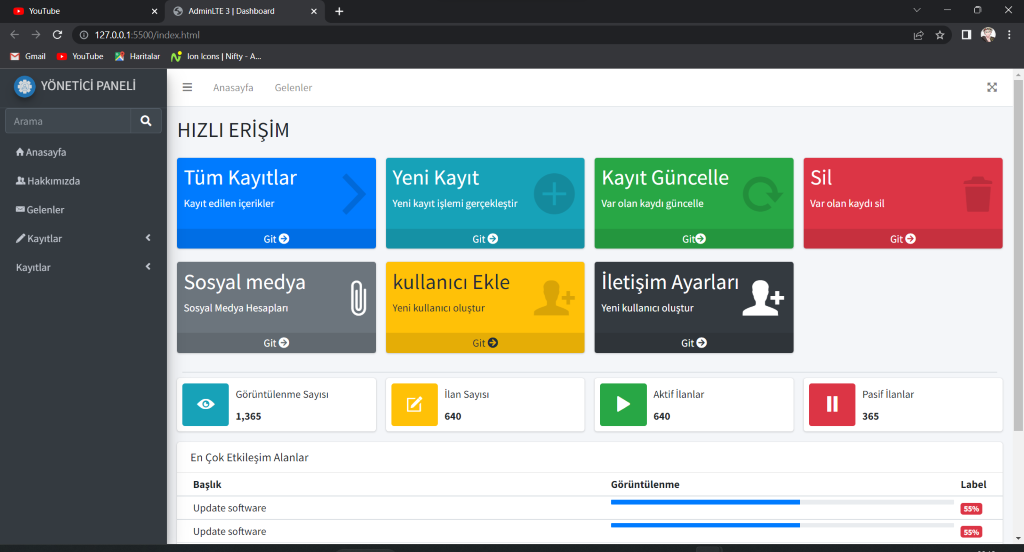 YouTube
AdminLTE 3 | Dashboard
127.0.0.1:5500/index.html
Gmail
YouTube
Haritalar
Ion Icons | Nifty - A...
YÖNETİCİ PANELİ
Anasayfa
Gelenler
Arama
Anasayfa
Hakkımızda
Gelenler
Kayıtlar
Kayıtlar
HIZLI ERİŞİM
Tüm Kayıtlar
Kayıt edilen içerikler
Git
Yeni Kayıt
Yeni kayıt işlemi gerçekleştir
Git
Kayıt Güncelle
Var olan kaydı güncelle
Git
Sil
Var olan kaydı sil
Git
Sosyal medya
Sosyal Medya Hesapları
Git
kullanıcı Ekle
Yeni kullanıcı oluştur
Git
İletişim Ayarları
Yeni kullanıcı oluştur
Git
Görüntülenme Sayısı
1,365
İlan Sayısı
640
Aktif İlanlar
640
Pasif İlanlar
365
En Çok Etkileşim Alanlar
Başlık Görüntülenme Label
Update software 55%
Update software 55%